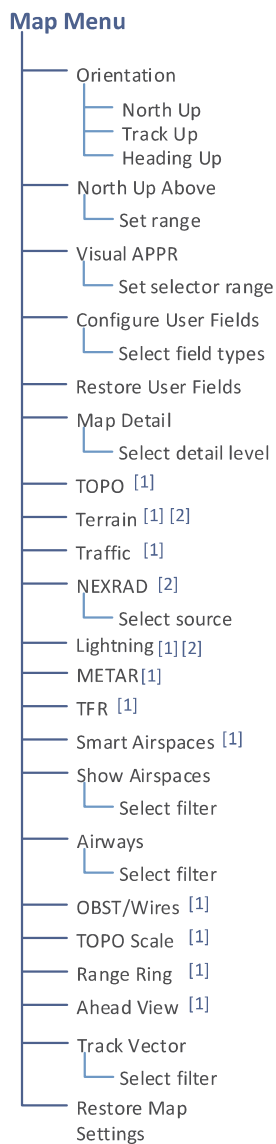 Map Menu
Orientation
North Up
Track Up
Heading Up
North Up Above
Set range
Visual APPR
Set selector range
Configure User Fields
Select field types
Restore User Fields
Map Detail
Select detail level
TOPO [1]
Terrain [1] [2]
Traffic [1]
NEXRAD [2]
Select source
Lightning [1] [2]
METAR [1]
TFR [1]
Smart Airspaces [1]
Show Airspaces
Select filter
Airways
Select filter
OBST/Wires [1]
TOPO Scale [1]
Range Ring [1]
Ahead View [1]
Track Vector
Select filter
Restore Map
Settings